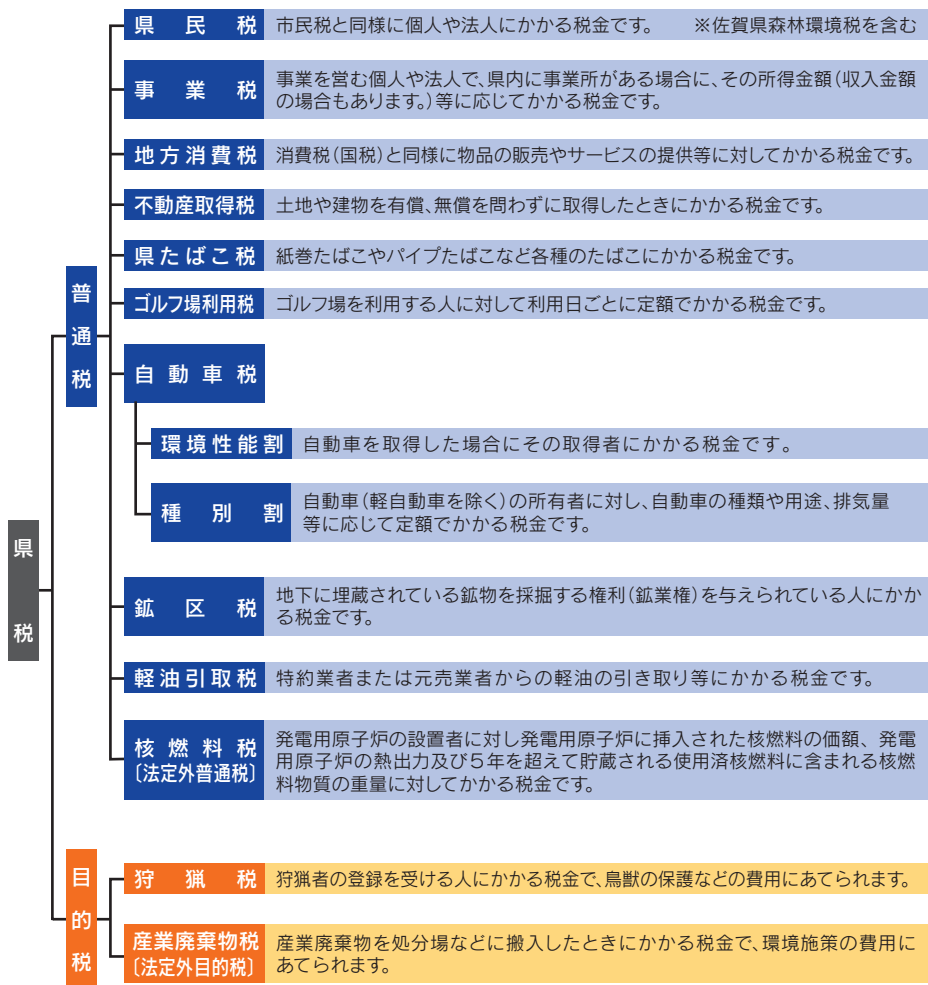 県民税
市民税と同様に個人や法人にかかる税金です。 ※佐賀県森林環境税を含む
事業税
事業を営む個人や法人で、県内に事業所がある場合に、その所得金額(収入金額
の場合もあります。)等に応じてかかる税金です。
地方消費税
消費税(国税)と同様に物品の販売やサービスの提供等に対してかかる税金です。
不動産取得税
土地や建物を有償、無償を問わずに取得したときにかかる税金です。
県たばこ税
紙巻たばこやパイプたばこなど各種のたばこにかかる税金です。
普通税
ゴルフ場利用税
ゴルフ場を利用する人に対して利用日ごとに定額でかかる税金です。
自動車税
環境性能割
自動車を取得した場合にその取得者にかかる税金です。
種別割
自動車(軽自動車を除く)の所有者に対し、自動車の種類や用途、排気量
等に応じて定額でかかる税金です。
県税
鉱区税
地下に埋蔵されている鉱物を採掘する権利(鉱業権)を与えられている人にかか
る税金です。
軽油引取税
特約業者または元売業者からの軽油の引き取り等にかかる税金です。
核燃料税
〔法定外普通税〕
発電用原子炉の設置者に対し発電用原子炉に挿入された核燃料の価額、発電
用原子炉の熱出力及び5年を超えて貯蔵される使用済核燃料に含まれる核燃
料物質の重量に対してかかる税金です。
目的税
狩猟税
狩猟者の登録を受ける人にかかる税金で、鳥獣の保護などの費用にあてられます。
産業廃棄物税
〔法定外目的税〕
産業廃棄物を処分場などに搬入したときにかかる税金で、環境施策の費用に
あてられます。